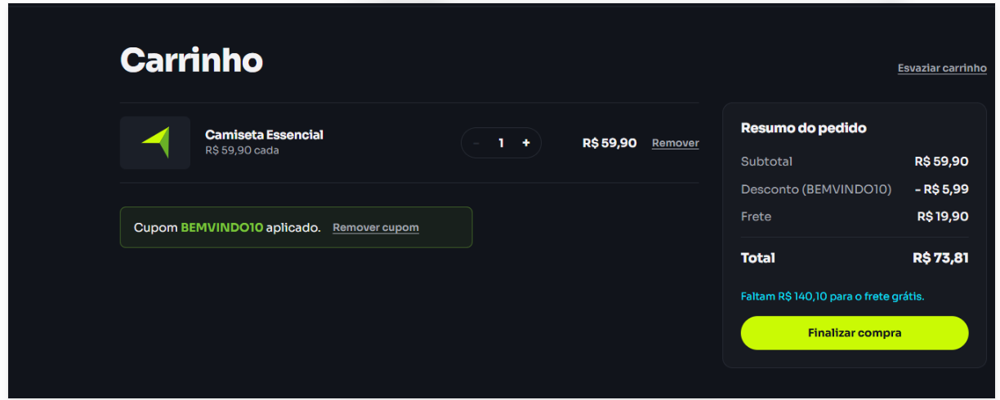 Carrinho
Esvaziar carrinho
Camiseta Essencial
R$ 59,90 cada
- 1 +
R$ 59,90
Remover
Cupom BEMVINDO10 aplicado. Remover cupom
Resumo do pedido
Subtotal R$ 59,90
Desconto (BEMVINDO10) - R$ 5,99
Frete R$ 19,90
Total R$ 73,81
Faltam R$ 140,10 para o frete grátis.
Finalizar compra